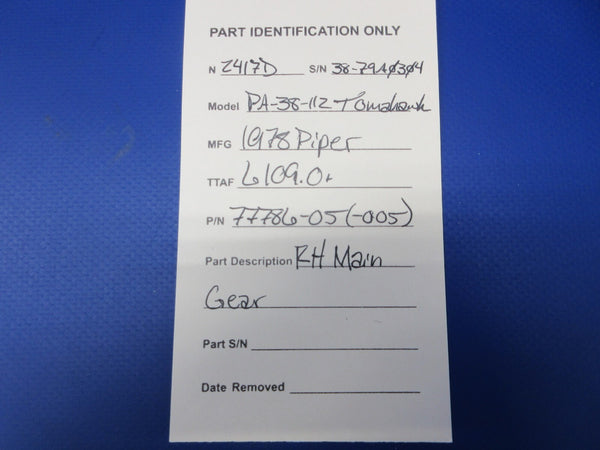 PART IDENTIFICATION ONLY
N 2417D S/N 38-79A0304
Model PA-38-112 Tomahawk
MFG 1978 Piper
TTAF 6109.0+
P/N 77786-05 (-005)
Part Description RH Main
Gear
Part S/N
Date Removed